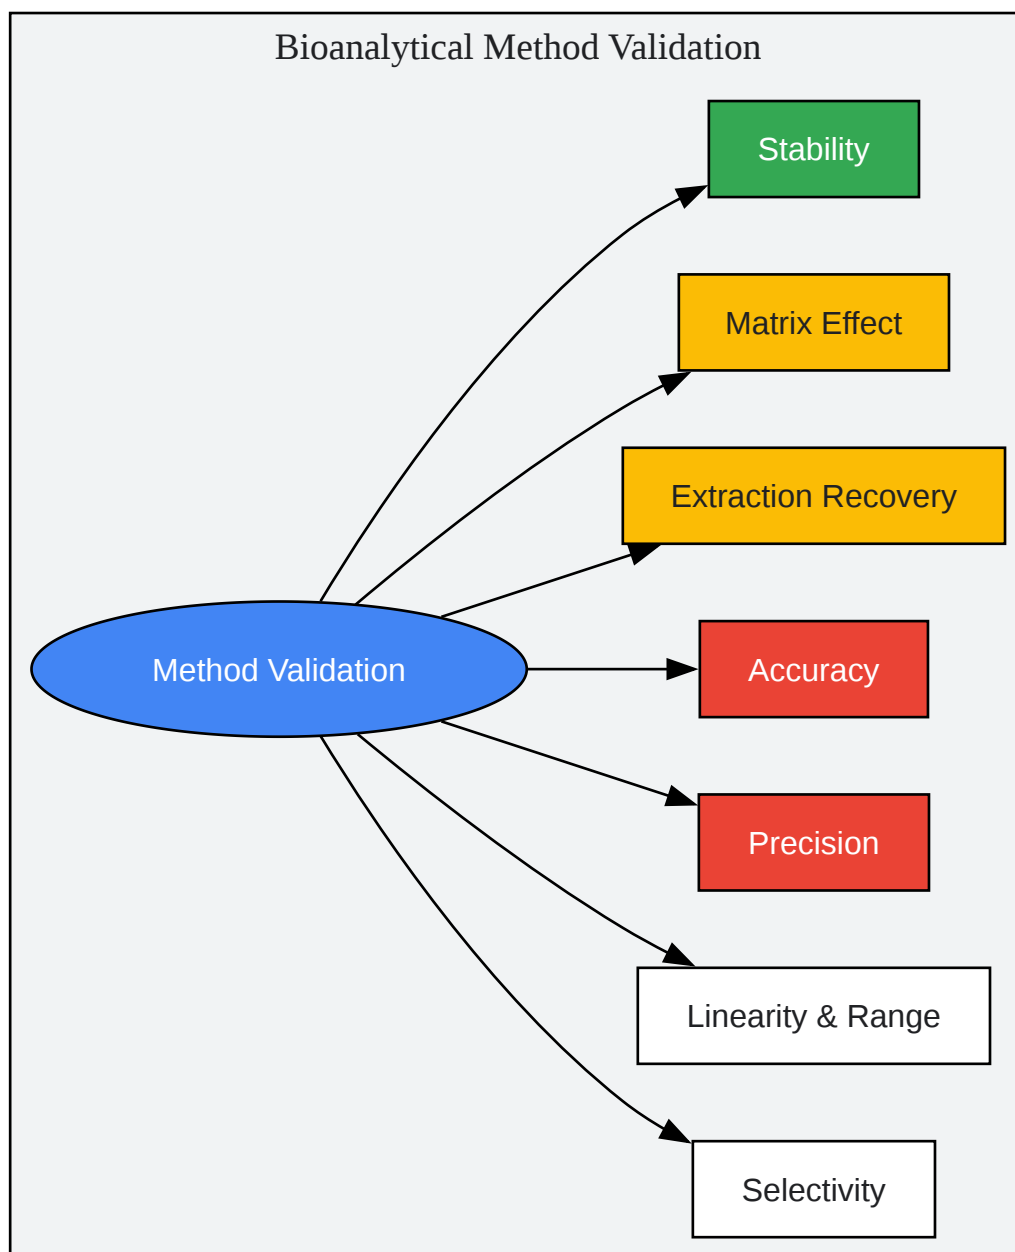 Bioanalytical Method Validation
Stability
Matrix Effect
Extraction Recovery
Method Validation
Accuracy
Precision
Linearity & Range
Selectivity